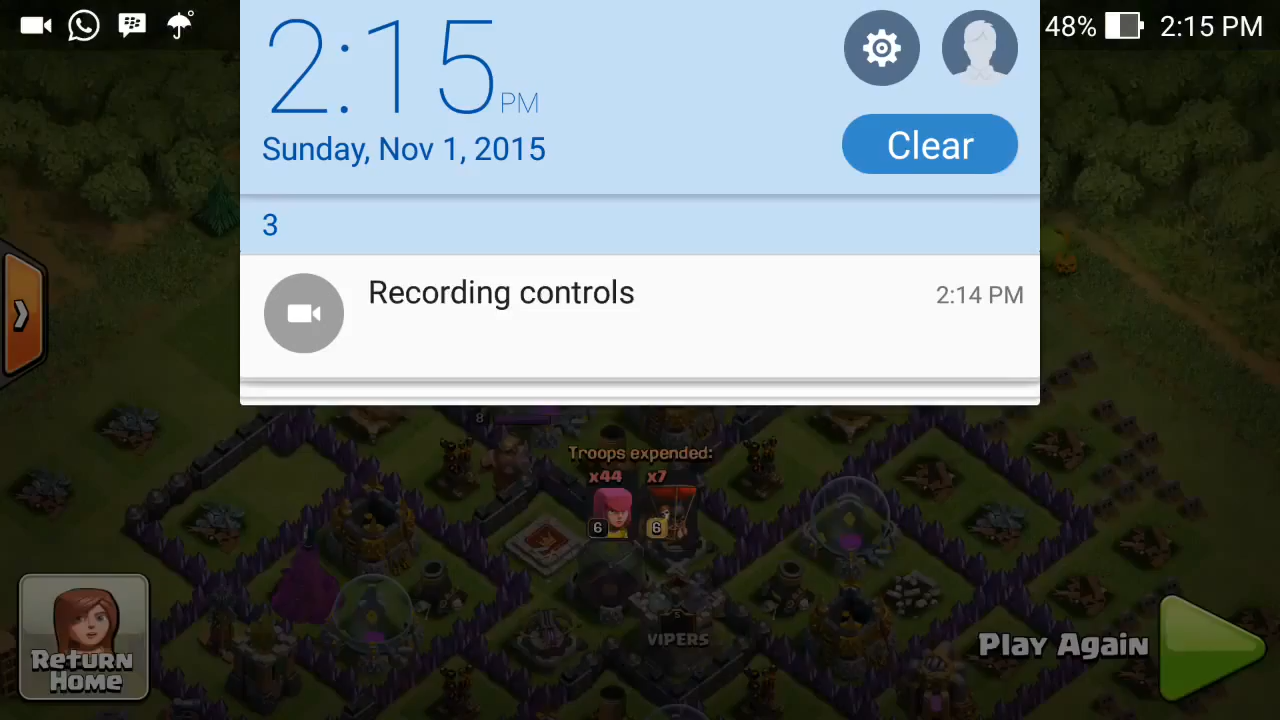 48% 2:15 PM
2:15 PM
Sunday, Nov 1, 2015
Clear
3
Recording controls
2:14 PM
8
Troops expended:
x44 x7
6 6
VIPERS
Return
Home
Play Again